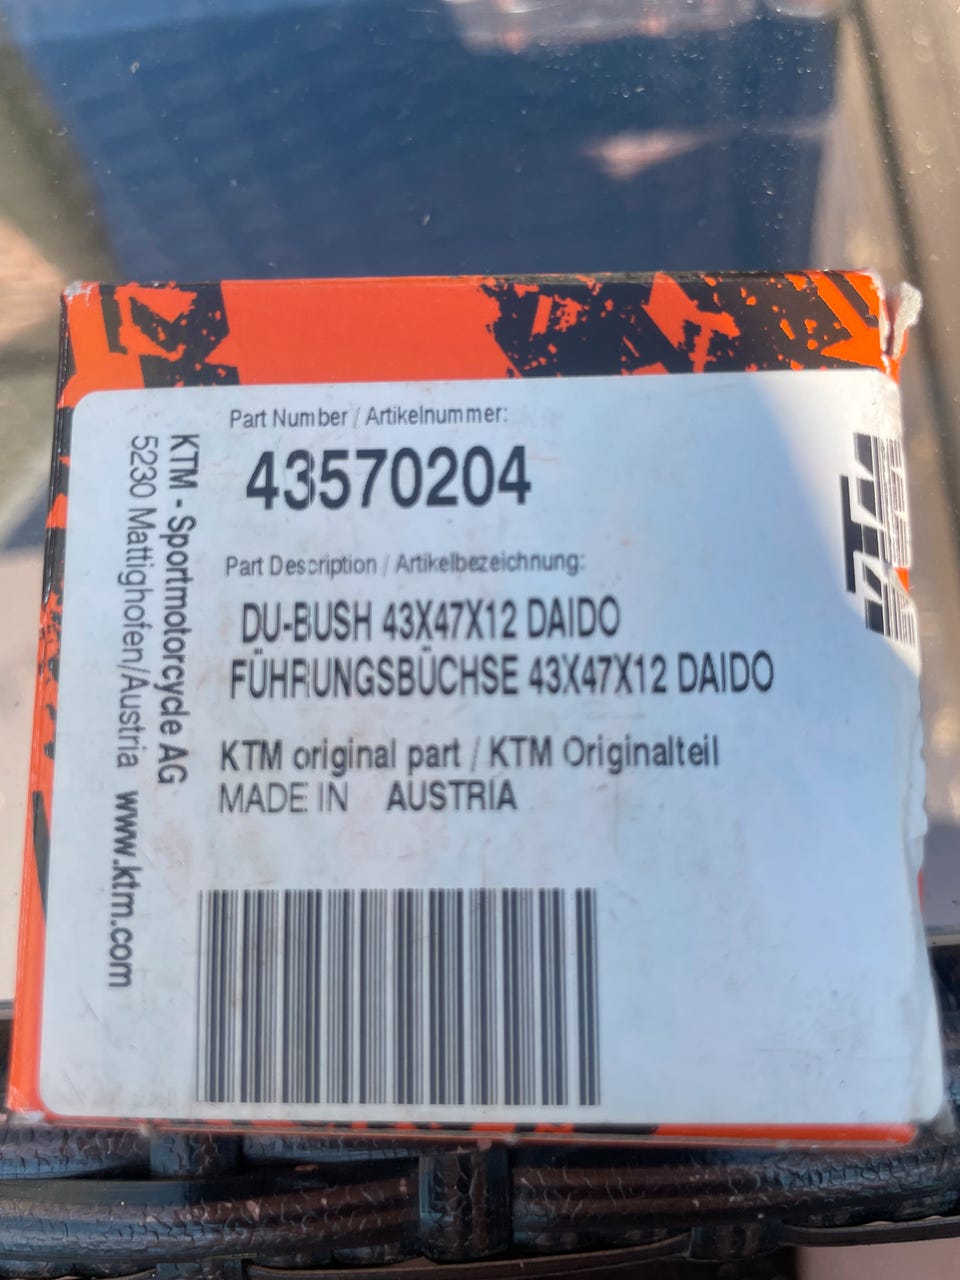 Part Number / Artikelnummer:
43570204
Part Description / Artikelbezeichnung:
DU-BUSH 43X47X12 DAIDO
FÜHRUNGSBÜCHSE 43X47X12 DAIDO
KTM original part / KTM Originalteil
MADE IN AUSTRIA
KTM - Sportmotorcycle AG
5230 Mattighofen/Austria www.ktm.com
KTM